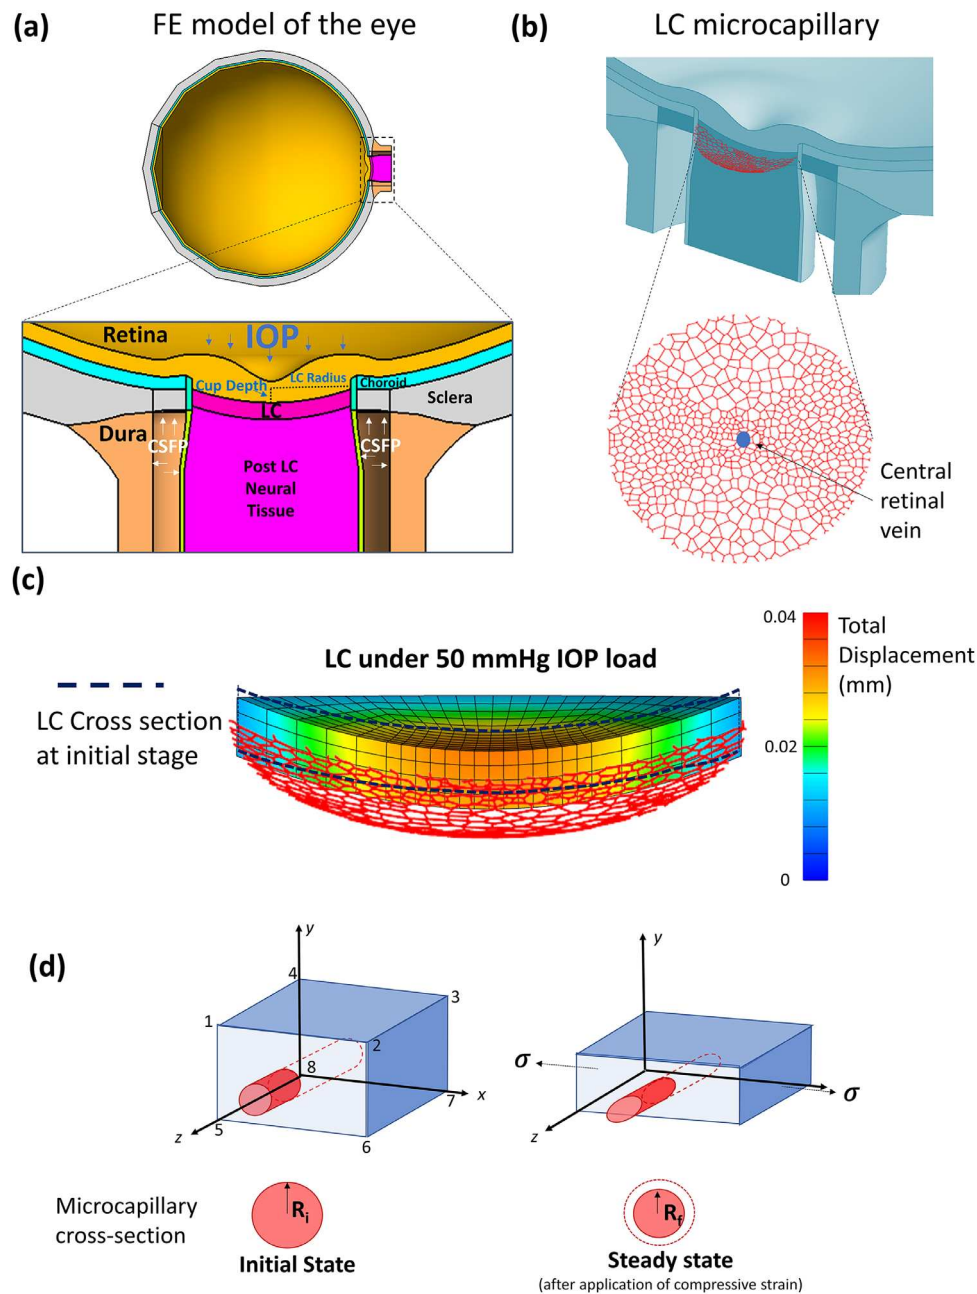 (a)
FE model of the eye
Retina
IOP
Cup Depth
LC Radius
Choroid
LC
Sclera
Dura
CSFP
CSFP
Post LC
Neural
Tissue
(b)
LC microcapillary
Central
retinal
vein
(c)
LC under 50 mmHg IOP load
LC Cross section
at initial stage
0.04
0.02
0
Total
Displacement
(mm)
(d)
y
4
3
1
2
8
x
7
z
5
6
y
σ
σ
z
Microcapillary
cross-section
Ri
Initial State
Rf
Steady state
(after application of compressive strain)